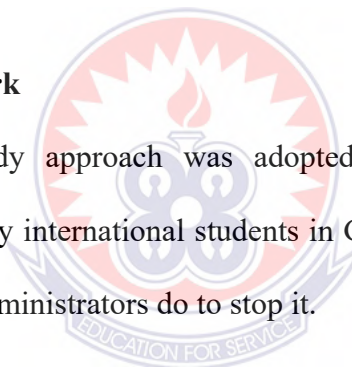 rk
dy approach was adopted
y international students in C
ministrators do to stop it.
EDUCATION FOR SERVICE